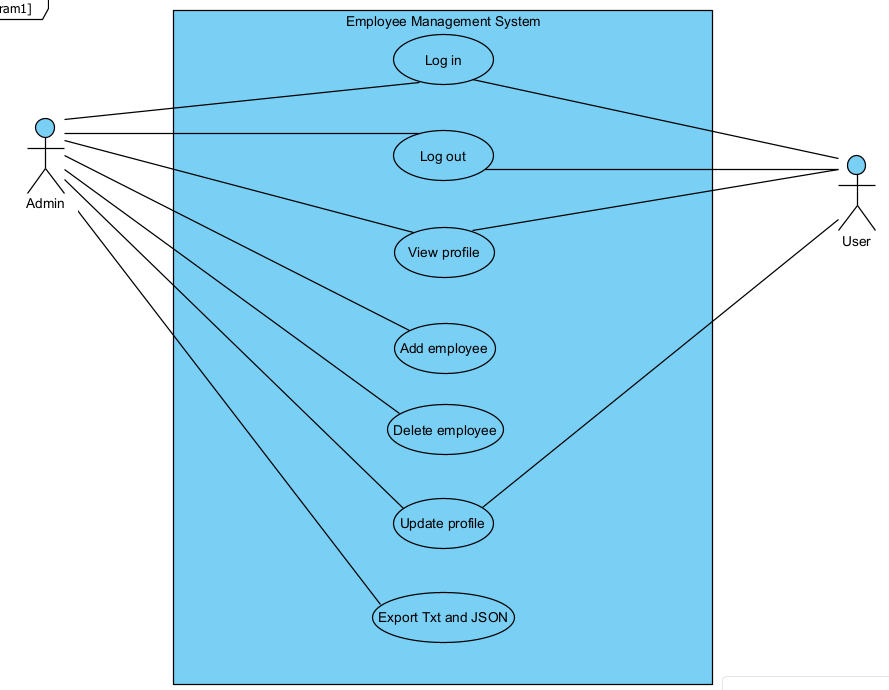 ram1]
Employee Management System
Log in
Log out
View profile
Add employee
Delete employee
Update profile
Export Txt and JSON
Admin
User